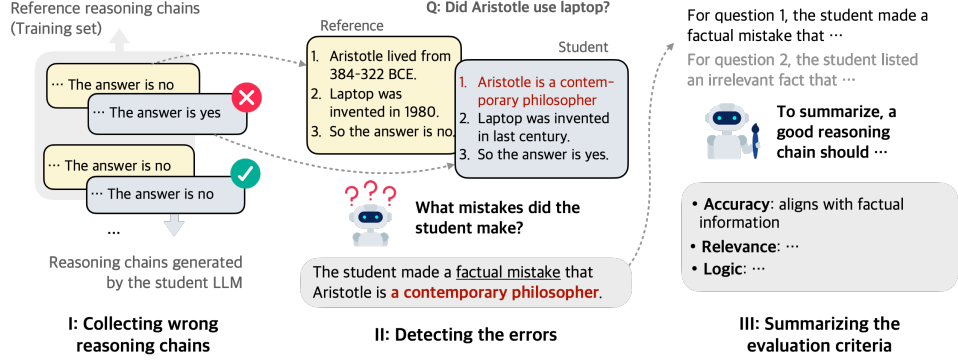 Reference reasoning chains
(Training set)
··· The answer is no
··· The answer is yes
··· The answer is no
··· The answer is no
...
Reasoning chains generated
by the student LLM
I: Collecting wrong
reasoning chains
Q: Did Aristotle use laptop?
Reference
1. Aristotle lived from
384-322 BCE.
2. Laptop was
invented in 1980.
3. So the answer is no.
Student
1. Aristotle is a contem-
porary philosopher
2. Laptop was invented
in last century.
3. So the answer is yes.
? ? ?
What mistakes did the
student make?
The student made a factual mistake that
Aristotle is a contemporary philosopher.
II: Detecting the errors
For question 1, the student made a
factual mistake that ···
For question 2, the student listed
an irrelevant fact that ···
To summarize, a
good reasoning
chain should ···
• Accuracy: aligns with factual
information
• Relevance: ···
• Logic: ···
III: Summarizing the
evaluation criteria